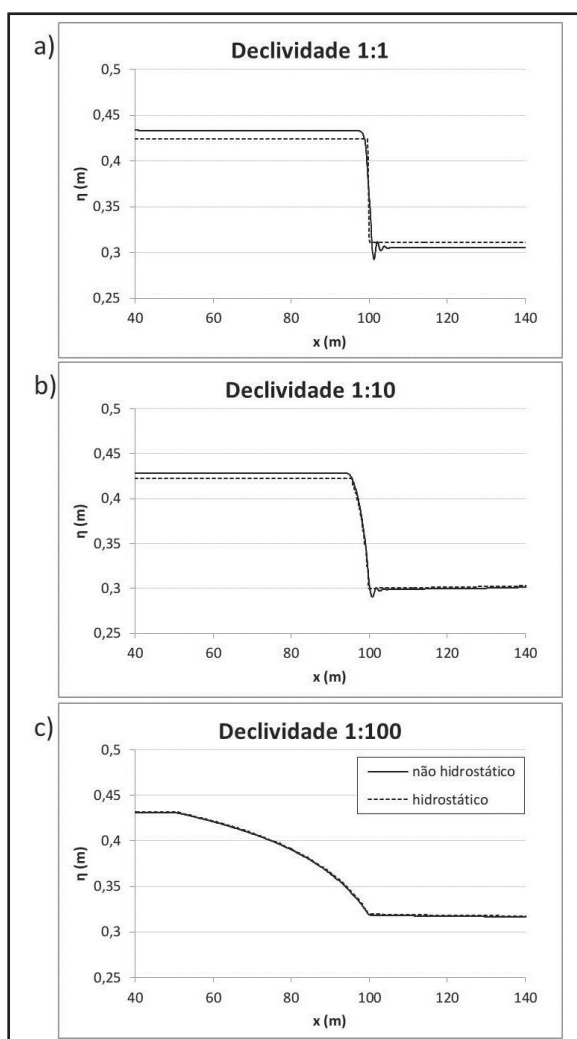 a)
Declividade 1:1
0,5
0,45
0,4
0,35
0,3
0,25
η (m)
40 60 80 100 120 140
x (m)
b)
Declividade 1:10
0,5
0,45
0,4
0,35
0,3
0,25
η (m)
40 60 80 100 120 140
x (m)
c)
Declividade 1:100
0,5
0,45
0,4
0,35
0,3
0,25
η (m)
não hidrostático
hidrostático
40 60 80 100 120 140
x (m)